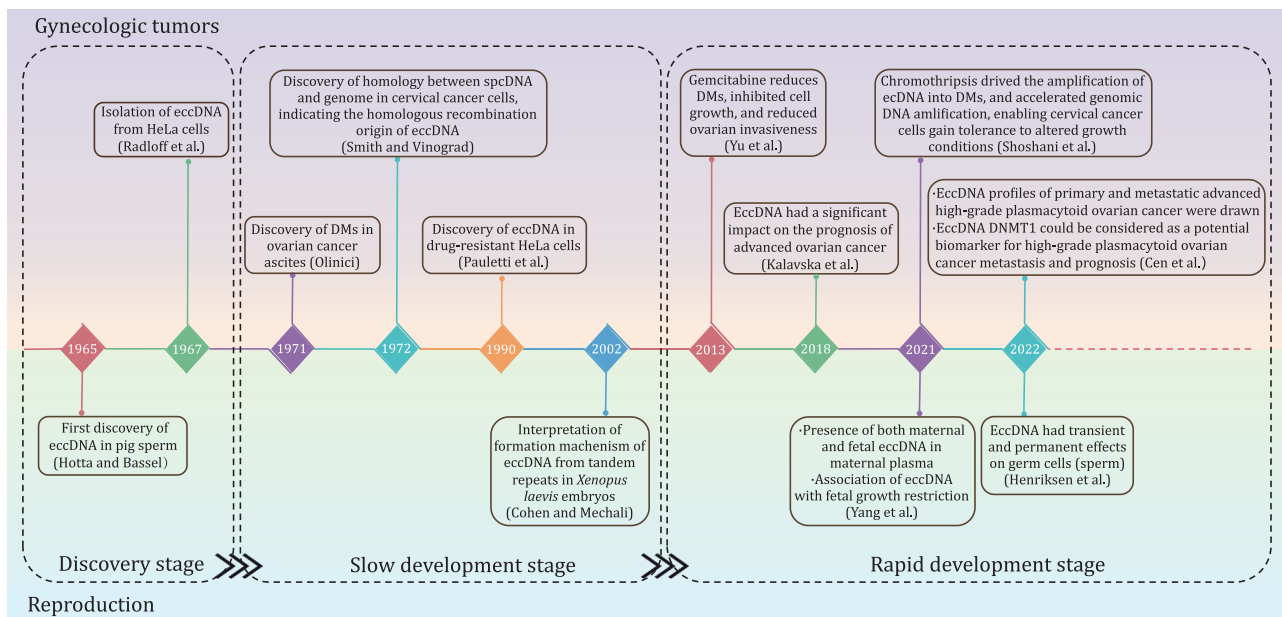 Gynecologic tumors
Isolation of eccDNA
from HeLa cells
(Radloff et al.)
Discovery of homology between spcDNA
and genome in cervical cancer cells,
indicating the homologous recombination
origin of eccDNA
(Smith and Vinograd)
Gemcitabine reduces
DMs, inhibited cell
growth, and reduced
ovarian invasiveness
(Yu et al.)
Chromothripsis drived the amplification of
ecDNA into DMs, and accelerated genomic
DNA amlification, enabling cervical cancer
cells gain tolerance to altered growth
conditions (Shoshani et al.)
Discovery of DMs in
ovarian cancer
ascites (Olinici)
Discovery of eccDNA in
drug-resistant HeLa cells
(Pauletti et al.)
EccDNA had a significant
impact on the prognosis of
advanced ovarian cancer
(Kalavska et al.)
·EccDNA profiles of primary and metastatic advanced
high-grade plasmacytoid ovarian cancer were drawn
·EccDNA DNMT1 could be considered as a potential
biomarker for high-grade plasmacytoid ovarian
cancer metastasis and prognosis (Cen et al.)
1965
1967
1971
1972
1990
2002
2013
2018
2021
2022
First discovery of
eccDNA in pig sperm
(Hotta and Bassel)
Interpretation of
formation machenism of
eccDNA from tandem
repeats in Xenopus
laevis embryos
(Cohen and Mechali)
·Presence of both maternal
and fetal eccDNA in
maternal plasma
·Association of eccDNA
with fetal growth restriction
(Yang et al.)
EccDNA had transient
and permanent effects
on germ cells (sperm)
(Henriksen et al.)
Discovery stage
Slow development stage
Rapid development stage
Reproduction